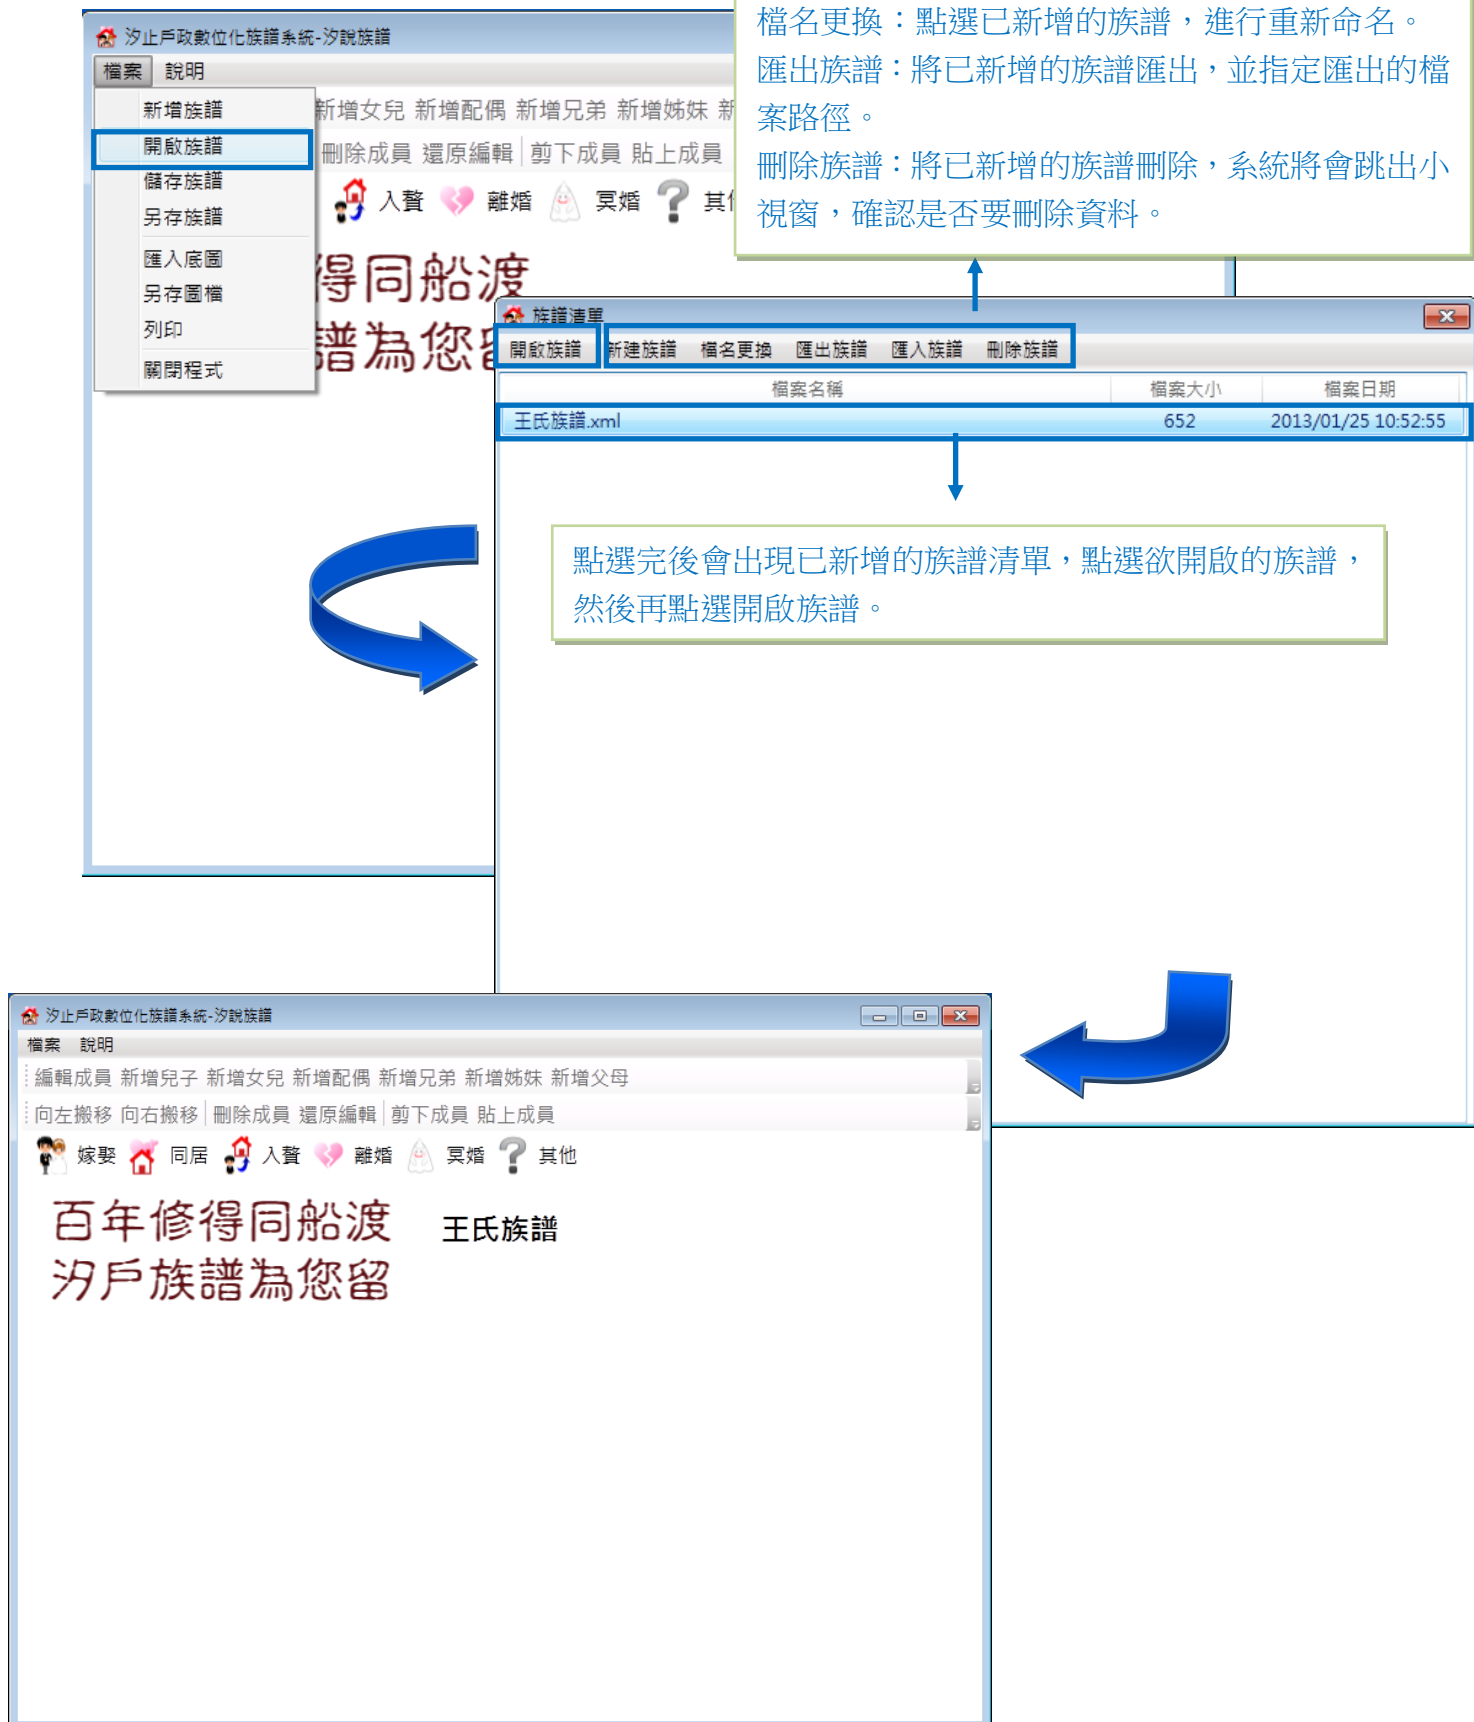 檔名更換：點選已新增的族譜，進行重新命名。
匯出族譜：將已新增的族譜匯出，並指定匯出的檔
案路徑。
刪除族譜：將已新增的族譜刪除，系統將會跳出小
視窗，確認是否要刪除資料。
汐止戶政數位化族譜系統-汐說族譜
檔案 說明
新增族譜
開啟族譜
儲存族譜
另存族譜
匯入底圖
另存圖檔
列印
關閉程式
新增女兒 新增配偶 新增兄弟 新增姊妹 新
刪除成員 還原編輯 剪下成員 貼上成員
入贅 離婚 冥婚 其
得同船渡
譜為您
族譜清單
開啟族譜 新建族譜 檔名更換 匯出族譜 匯入族譜 刪除族譜
檔案名稱 檔案大小 檔案日期
王氏族譜.xml 652 2013/01/25 10:52:55
點選完後會出現已新增的族譜清單，點選欲開啟的族譜，
然後再點選開啟族譜。
汐止戶政數位化族譜系統-汐說族譜
檔案 說明
編輯成員 新增兒子 新增女兒 新增配偶 新增兄弟 新增姊妹 新增父母
向左搬移 向右搬移 刪除成員 還原編輯 剪下成員 貼上成員
嫁娶 同居 入贅 離婚 冥婚 其他
百年修得同船渡
汐戶族譜為您留
王氏族譜